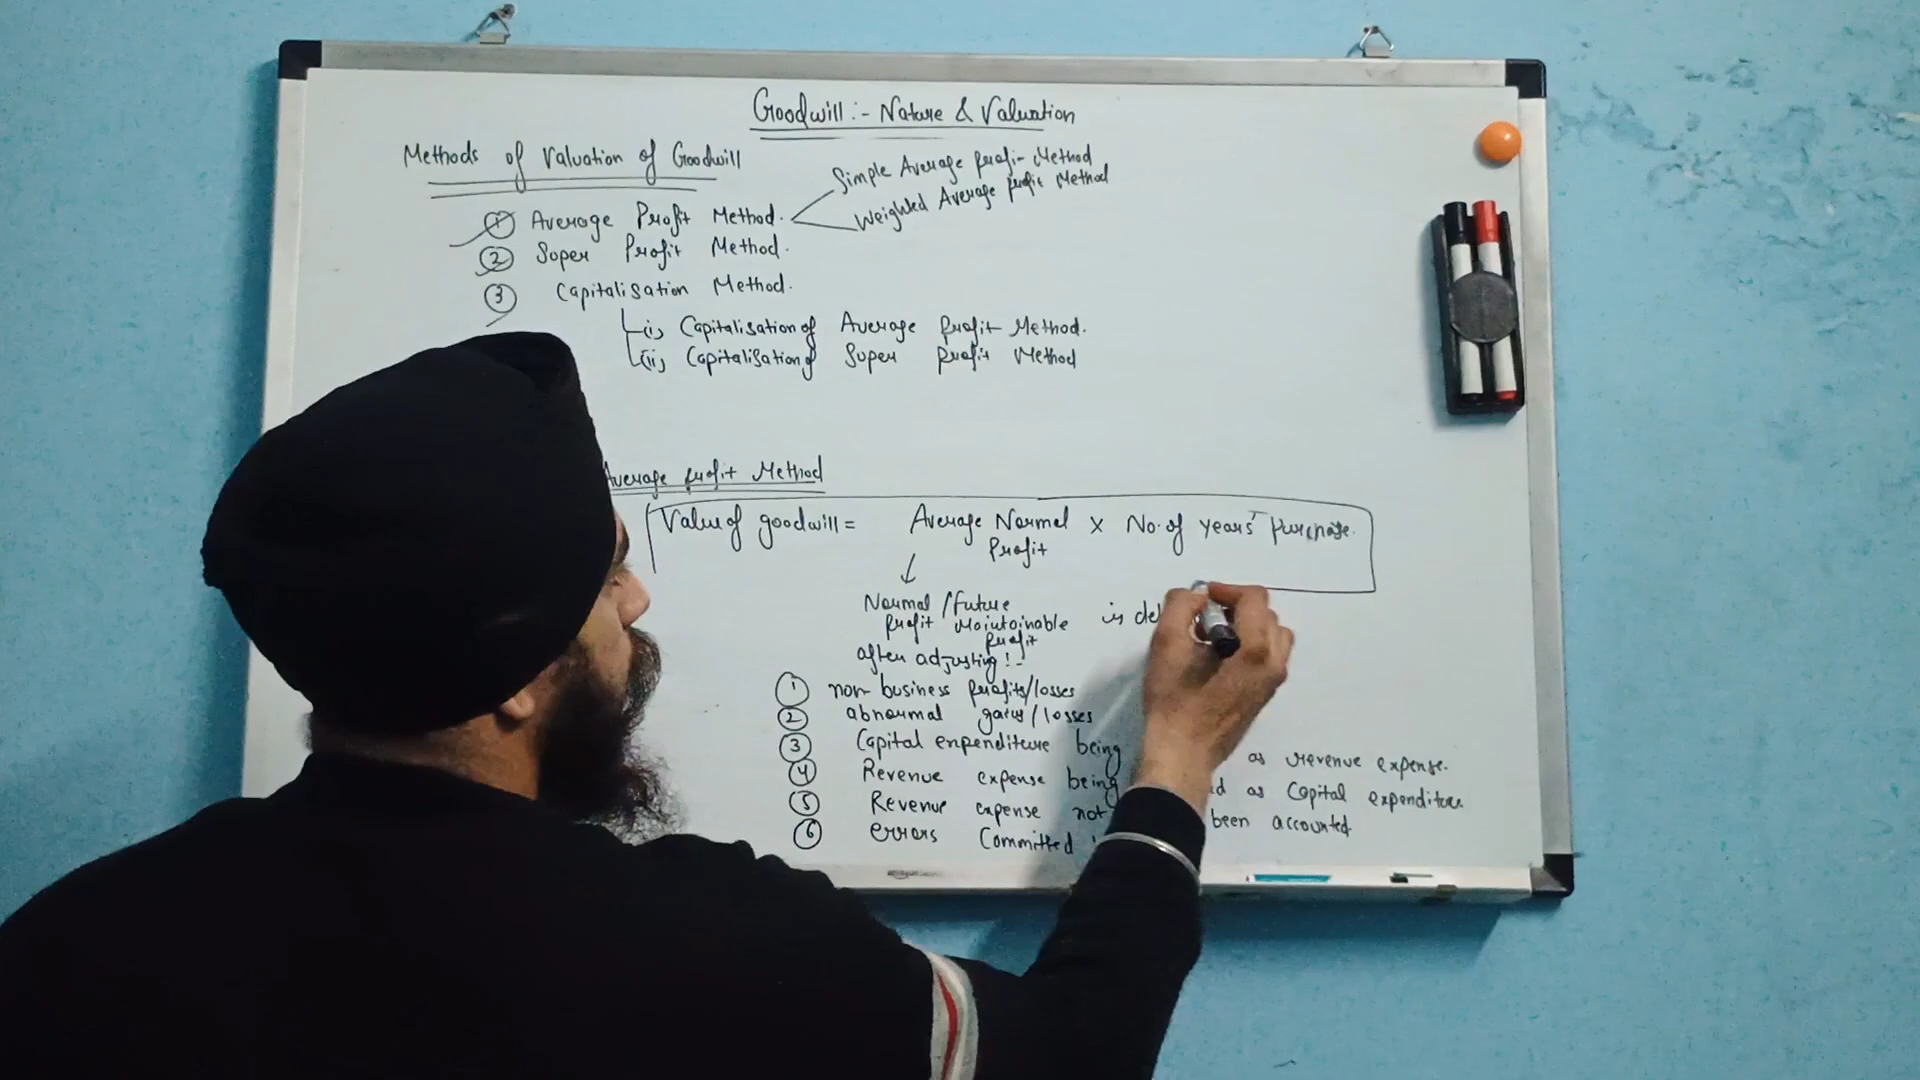 Goodwill :- Nature & Valuation
Methods of Valuation of Goodwill
① Average Profit Method.
Simple Average profit Method
Weighted Average profit Method
② Super Profit Method.
③ Capitalisation Method.
(i) Capitalisation of Average profit Method.
(ii) Capitalisation of Super profit Method
Average profit Method
Value of goodwill = Average Normal Profit x No. of years' purchase.
Normal / Future
profit Maintainable profit is
after adjusting :-
① non business profits/losses
② abnormal gains/losses
③ Capital expenditure being as revenue expense.
④ Revenue expense being as Capital expenditure.
⑤ Revenue expense not been accounted.
⑥ errors Committed